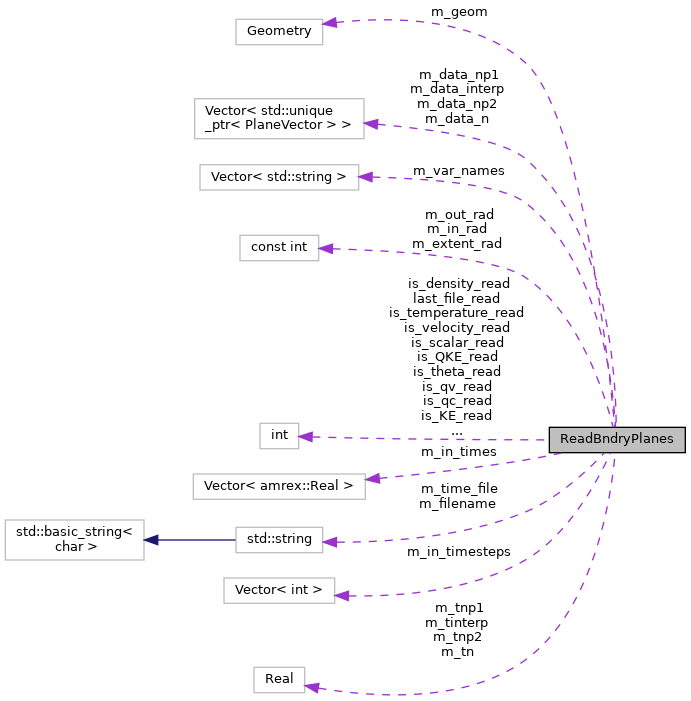 m_geom
Geometry
m_data_np1
m_data_interp
m_data_np2
m_data_n
Vector< std::unique
_ptr< PlaneVector > >
m_var_names
Vector< std::string >
m_out_rad
m_in_rad
m_extent_rad
const int
is_density_read
last_file_read
is_temperature_read
is_velocity_read
is_scalar_read
is_QKE_read
is_theta_read
is_qv_read
is_qc_read
is_KE_read
...
int
ReadBndryPlanes
m_in_times
Vector< amrex::Real >
m_time_file
m_filename
std::basic_string<
char >
std::string
m_in_timesteps
Vector< int >
m_tnp1
m_tinterp
m_tnp2
m_tn
Real